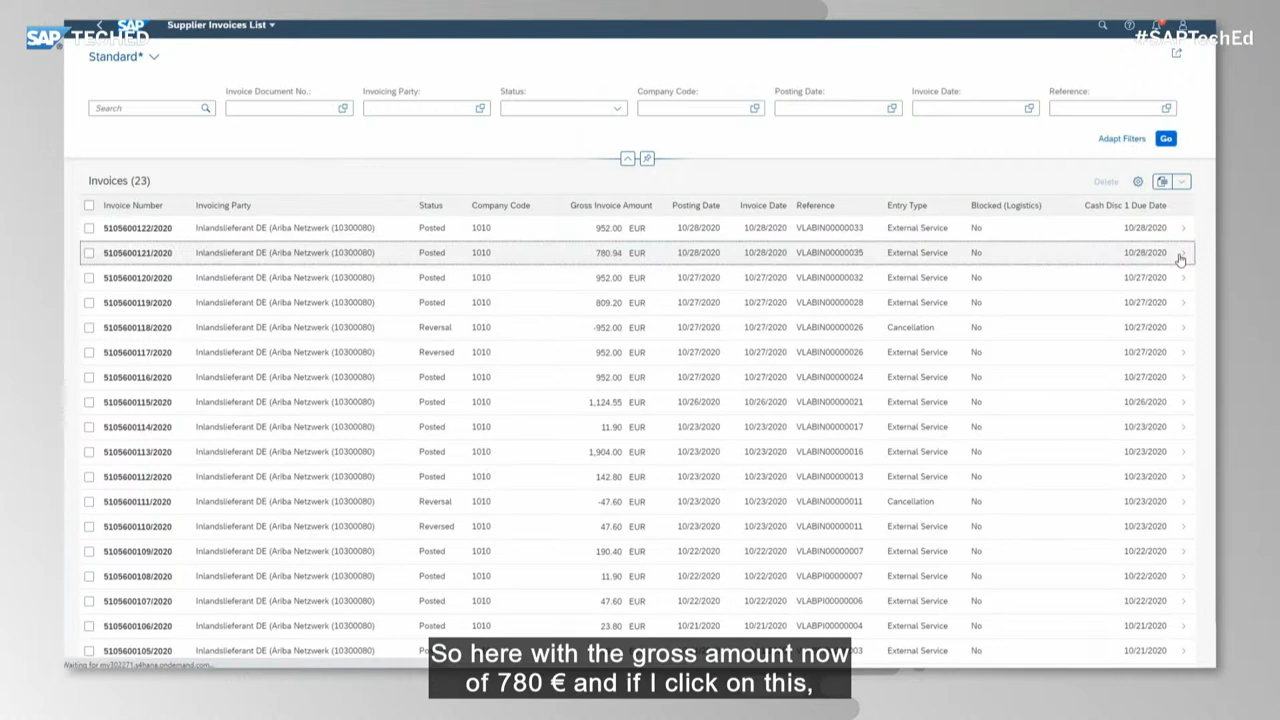 SAP Supplier Invoices List
SAP TECHED
#SAPTechEd
Standard*
Invoice Document No.: Invoicing Party: Status: Company Code: Posting Date: Invoice Date: Reference:
Search
Adapt Filters Go
Invoices (23)
Delete
Invoice Number Invoicing Party Status Company Code Gross Invoice Amount Posting Date Invoice Date Reference Entry Type Blocked (Logistics) Cash Disc 1 Due Date
5105600122/2020 Inlandslieferant DE (Ariba Netzwerk (10300080) Posted 1010 952.00 EUR 10/28/2020 10/28/2020 VLABIN00000033 External Service No 10/28/2020
5105600121/2020 Inlandslieferant DE (Ariba Netzwerk (10300080) Posted 1010 780.94 EUR 10/28/2020 10/28/2020 VLABIN00000035 External Service No 10/28/2020
5105600120/2020 Inlandslieferant DE (Ariba Netzwerk (10300080) Posted 1010 952.00 EUR 10/27/2020 10/27/2020 VLABIN00000032 External Service No 10/27/2020
5105600119/2020 Inlandslieferant DE (Ariba Netzwerk (10300080) Posted 1010 809.20 EUR 10/27/2020 10/27/2020 VLABIN00000028 External Service No 10/27/2020
5105600118/2020 Inlandslieferant DE (Ariba Netzwerk (10300080) Reversal 1010 -952.00 EUR 10/27/2020 10/27/2020 VLABIN00000026 Cancellation No 10/27/2020
5105600117/2020 Inlandslieferant DE (Ariba Netzwerk (10300080) Reversed 1010 952.00 EUR 10/27/2020 10/27/2020 VLABIN00000026 External Service No 10/27/2020
5105600116/2020 Inlandslieferant DE (Ariba Netzwerk (10300080) Posted 1010 952.00 EUR 10/27/2020 10/27/2020 VLABIN00000024 External Service No 10/27/2020
5105600115/2020 Inlandslieferant DE (Ariba Netzwerk (10300080) Posted 1010 1,124.55 EUR 10/26/2020 10/26/2020 VLABIN00000021 External Service No 10/26/2020
5105600114/2020 Inlandslieferant DE (Ariba Netzwerk (10300080) Posted 1010 11.90 EUR 10/23/2020 10/23/2020 VLABIN00000017 External Service No 10/23/2020
5105600113/2020 Inlandslieferant DE (Ariba Netzwerk (10300080) Posted 1010 1,904.00 EUR 10/23/2020 10/23/2020 VLABIN00000016 External Service No 10/23/2020
5105600112/2020 Inlandslieferant DE (Ariba Netzwerk (10300080) Posted 1010 142.80 EUR 10/23/2020 10/23/2020 VLABIN00000013 External Service No 10/23/2020
5105600111/2020 Inlandslieferant DE (Ariba Netzwerk (10300080) Reversal 1010 -47.60 EUR 10/23/2020 10/23/2020 VLABIN00000011 Cancellation No 10/23/2020
5105600110/2020 Inlandslieferant DE (Ariba Netzwerk (10300080) Reversed 1010 47.60 EUR 10/23/2020 10/23/2020 VLABIN00000011 External Service No 10/23/2020
5105600109/2020 Inlandslieferant DE (Ariba Netzwerk (10300080) Posted 1010 190.40 EUR 10/22/2020 10/22/2020 VLABIN00000007 External Service No 10/22/2020
5105600108/2020 Inlandslieferant DE (Ariba Netzwerk (10300080) Posted 1010 11.90 EUR 10/22/2020 10/22/2020 VLABPI00000007 External Service No 10/22/2020
5105600107/2020 Inlandslieferant DE (Ariba Netzwerk (10300080) Posted 1010 47.60 EUR 10/22/2020 10/22/2020 VLABPI00000006 External Service No 10/22/2020
5105600106/2020 Inlandslieferant DE (Ariba Netzwerk (10300080) Posted 1010 23.80 EUR 10/21/2020 10/21/2020 VLABPI00000004 External Service No 10/21/2020
5105600105/2020 Inlandslieferant DE (Ariba Netzwerk (10300080) External Service No 10/21/2020
Waiting for my302271.s4hana.ondemand.com...
So here with the gross amount now
of 780 € and if I click on this,